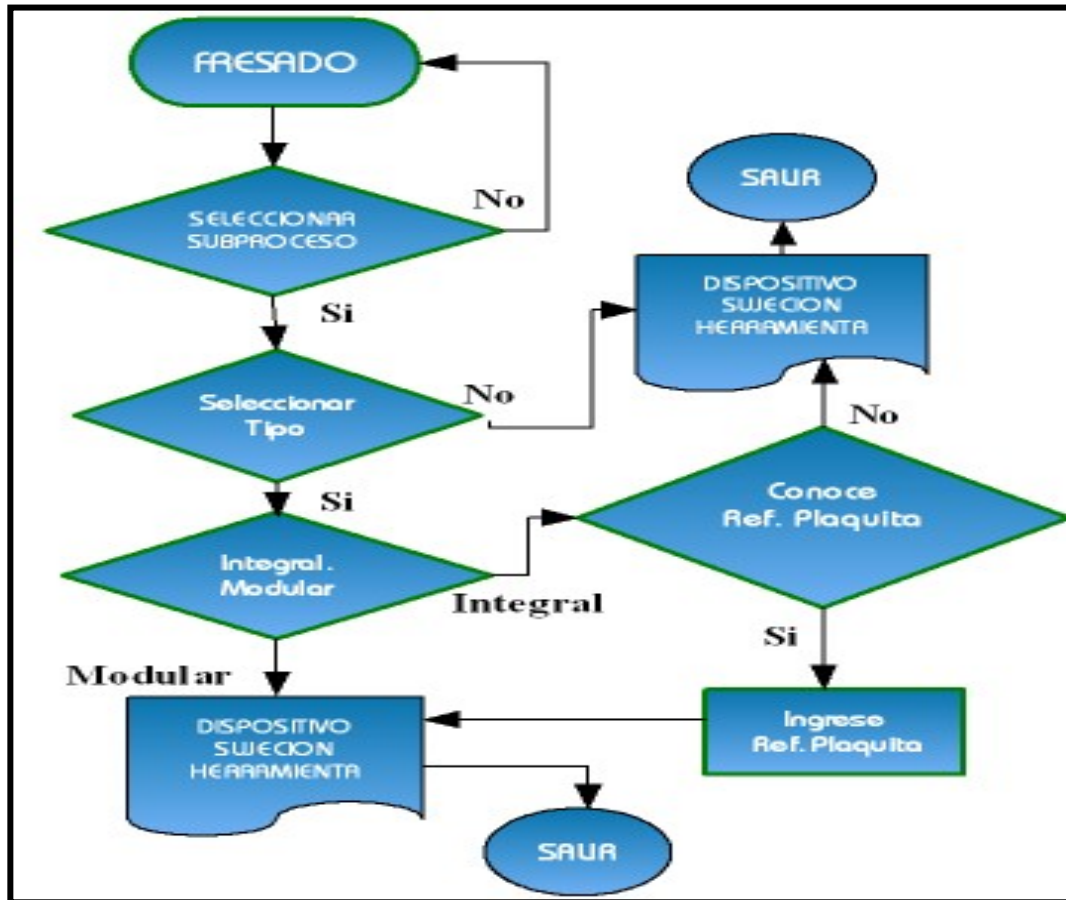 FRESADO
No
SELECCIONAR
SUBPROCESO
Si
SALIR
DISPOSITIVO
SUJECION
HERRAMIENTA
No
Seleccionar
Tipo
Si
No
Conoce
Ref. Plaquita
Integral.
Modular
Integral
Si
Modular
DISPOSITIVO
SUJECION
HERRAMIENTA
Ingrese
Ref. Plaquita
SALIR